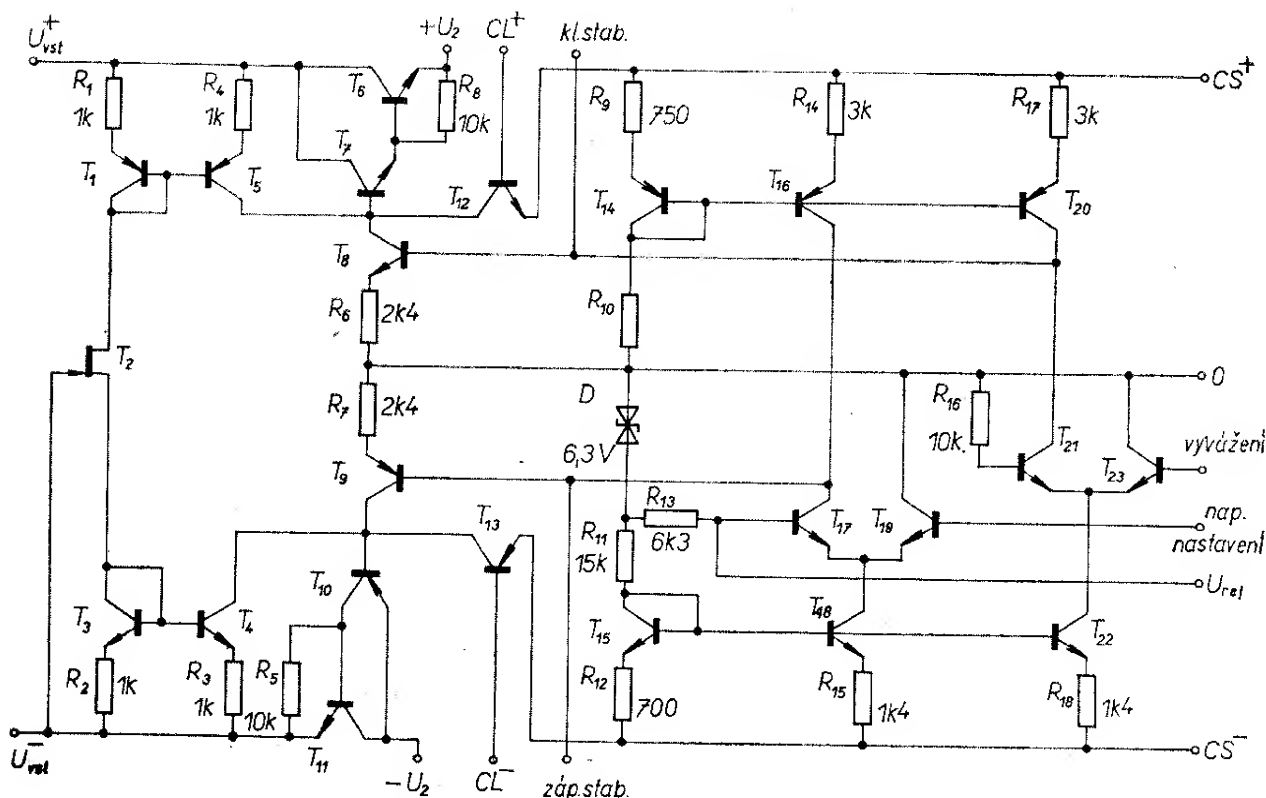 U⁺vst
+U₂
CL⁺
kl.stab.
R₁
1k
R₄
1k
T₆
R₈
10k
R₉
750
R₁₄
3k
R₁₇
3k
CS⁺
T₁
T₅
T₇
T₁₂
T₁₄
T₁₆
T₂₀
T₈
R₆
2k4
R₁₀
T₂
D
6,3V
0
R₇
2k4
R₁₆
10k
T₂₁
T₂₃
vyvážení
T₉
R₁₃
6k3
T₁₇
T₁₉
nap.
nastavení
T₁₃
R₁₁
15k
Uref
T₃
T₄
T₁₀
T₁₅
T₁₈
T₂₂
R₂
1k
R₃
1k
R₅
10k
R₁₂
700
R₁₅
1k4
R₁₈
1k4
T₁₁
U⁻vst
−U₂
CL⁻
záp.stab.
CS⁻